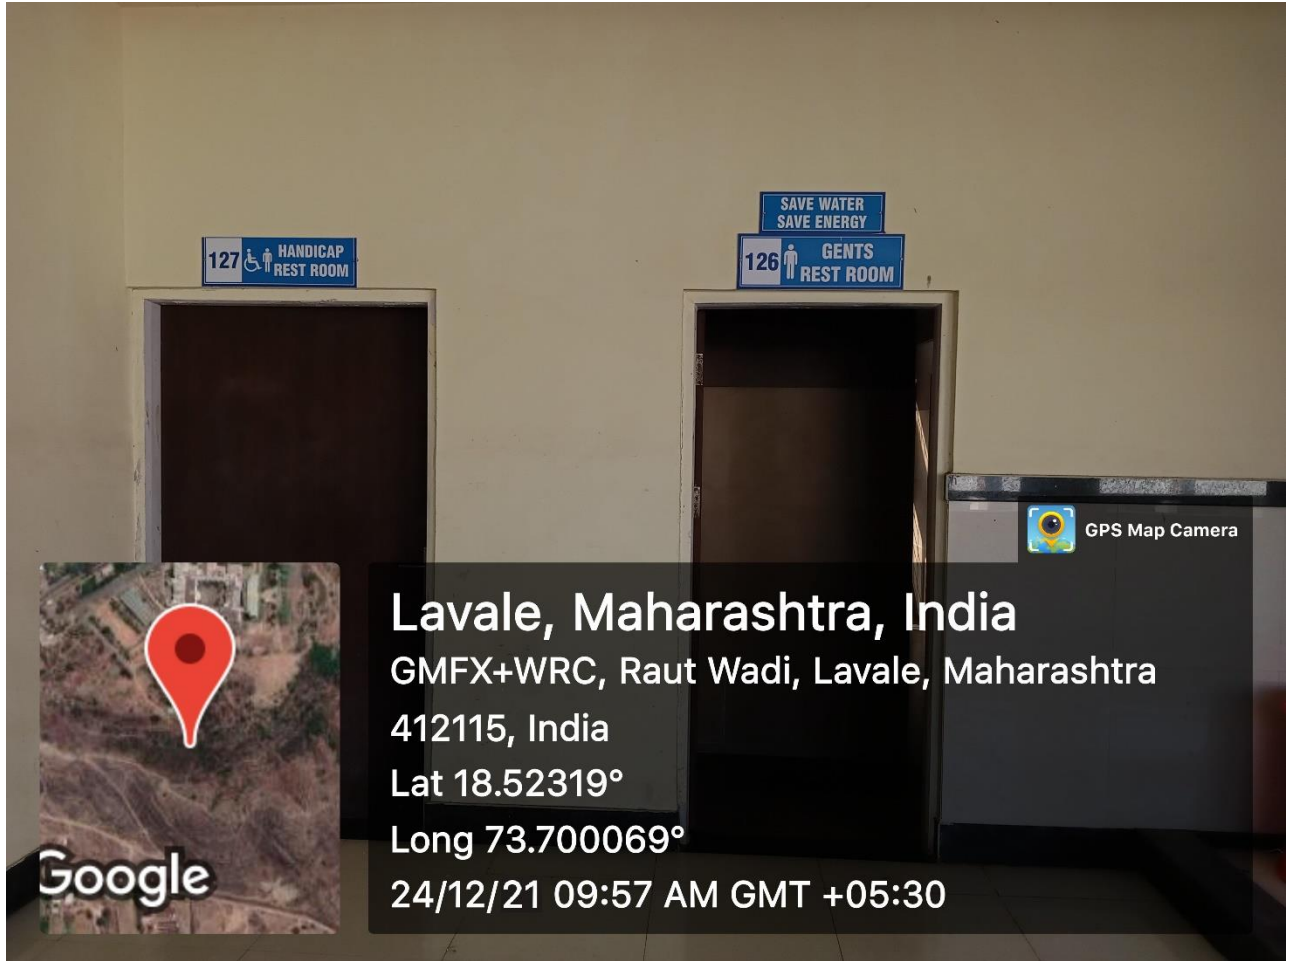 SAVE WATER
SAVE ENERGY
127 HANDICAP
REST ROOM
126 GENTS
REST ROOM
GPS Map Camera
Lavale, Maharashtra, India
GMFX+WRC, Raut Wadi, Lavale, Maharashtra
412115, India
Lat 18.52319°
Long 73.700069°
24/12/21 09:57 AM GMT +05:30
Google